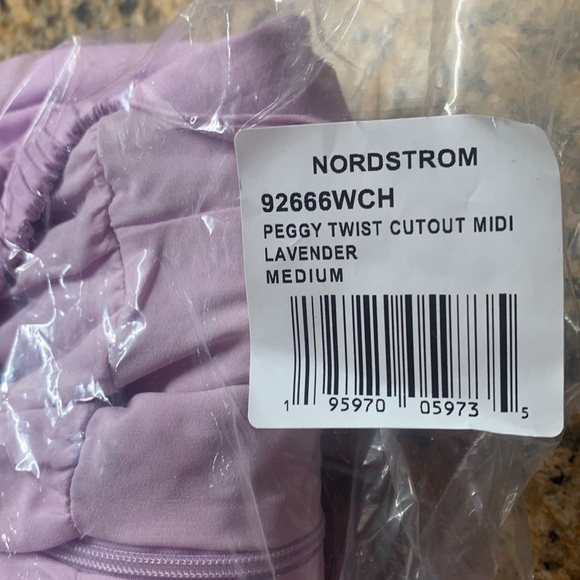 NORDSTROM
92666WCH
PEGGY TWIST CUTOUT MIDI
LAVENDER
MEDIUM
1 95970 05973 5